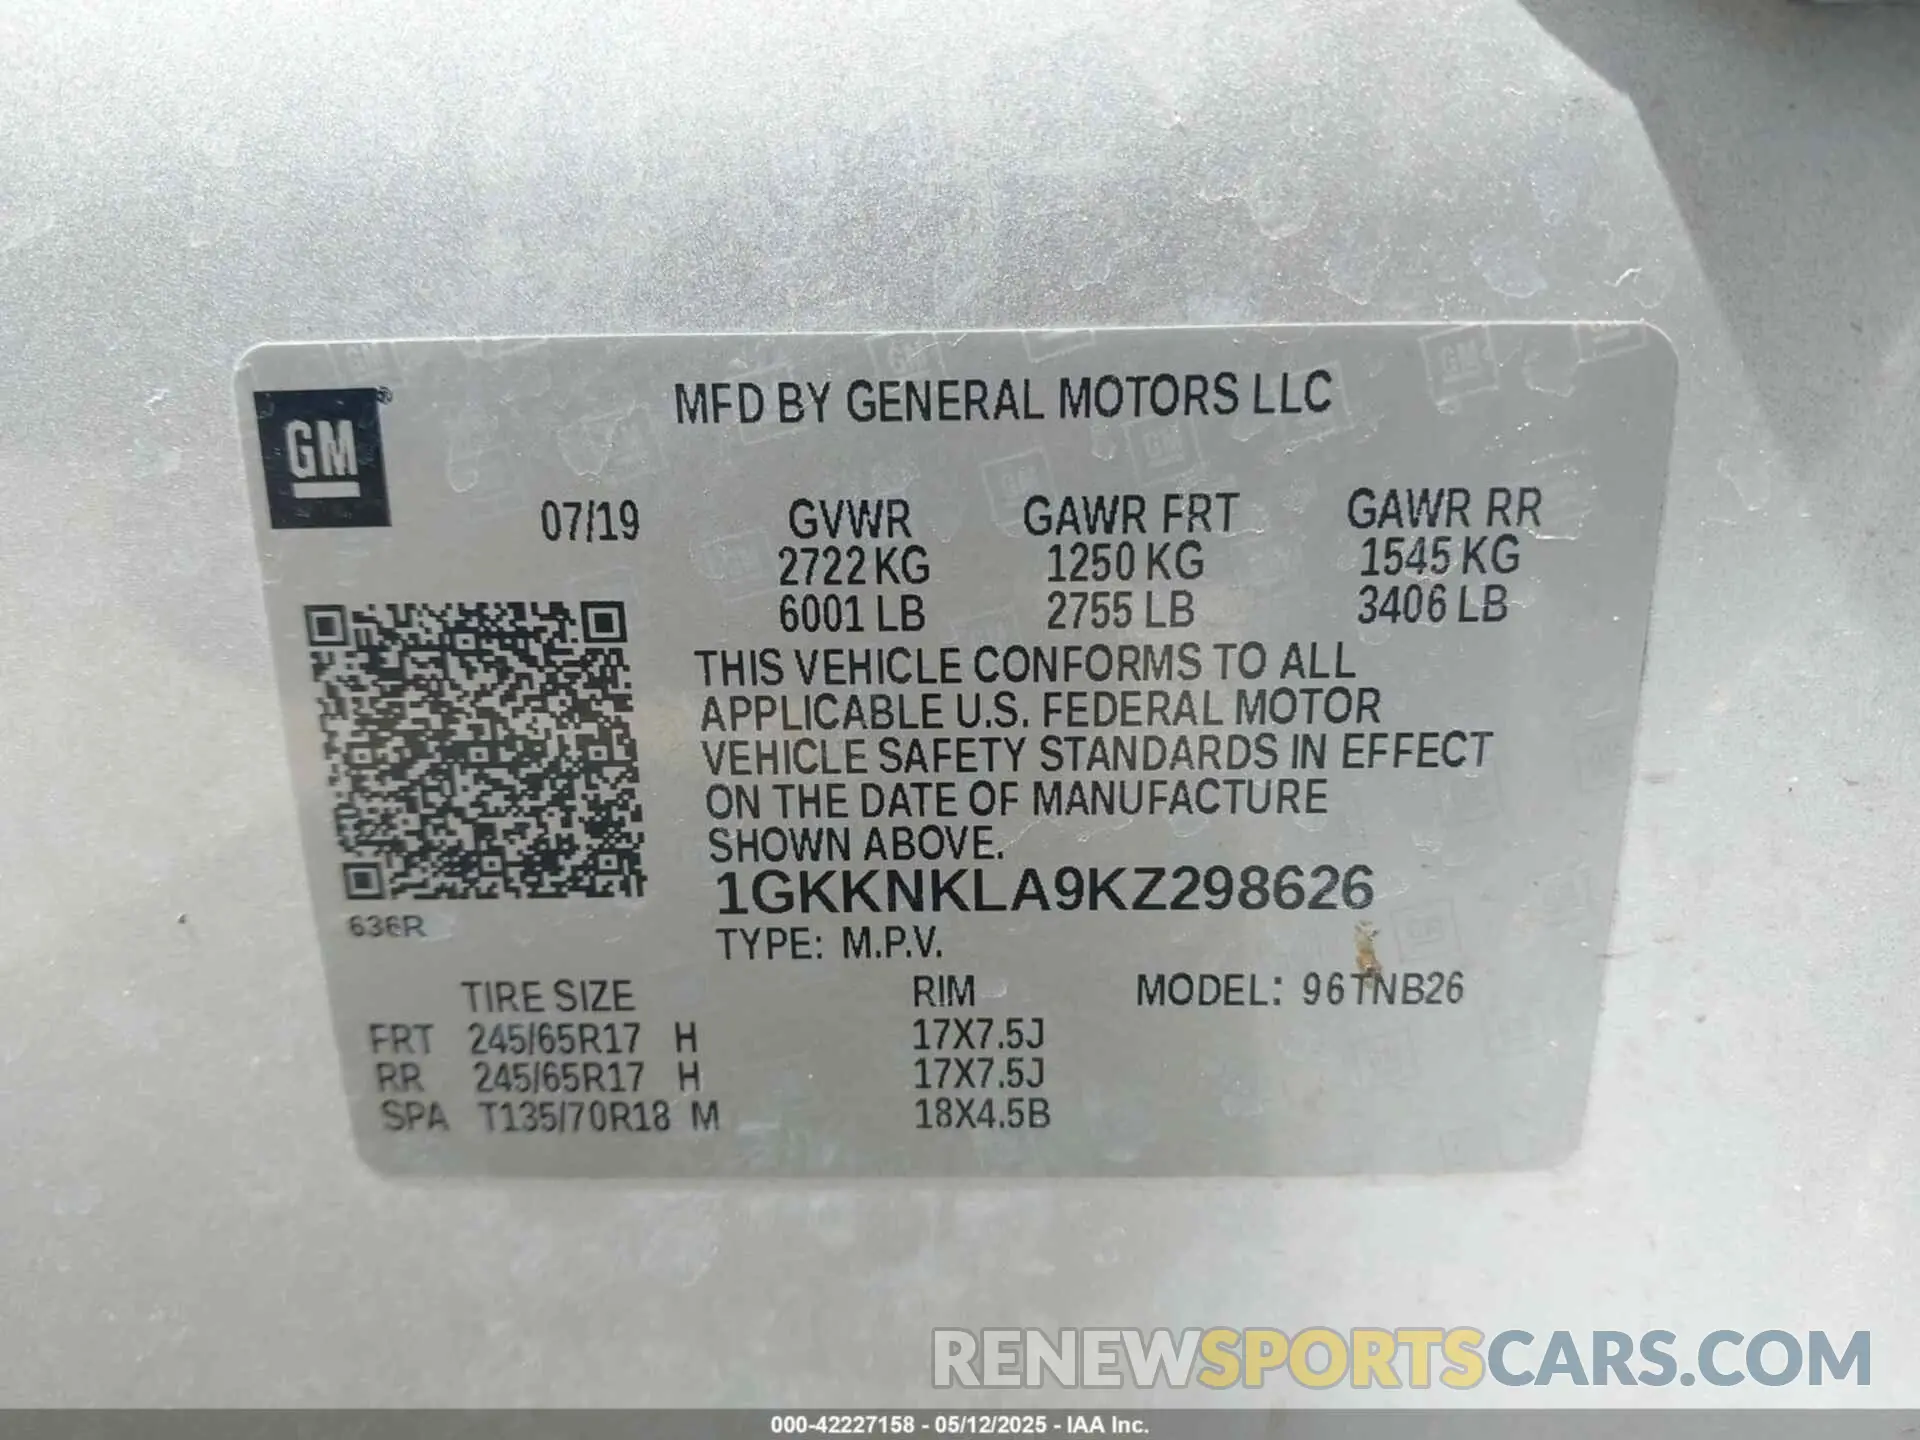 MFD BY GENERAL MOTORS LLC
GM
®
07/19 GVWR GAWR FRT GAWR RR
2722 KG 1250 KG 1545 KG
6001 LB 2755 LB 3406 LB
THIS VEHICLE CONFORMS TO ALL
APPLICABLE U.S. FEDERAL MOTOR
VEHICLE SAFETY STANDARDS IN EFFECT
ON THE DATE OF MANUFACTURE
SHOWN ABOVE.
1GKKNKLA9KZ298626
636R
TYPE: M.P.V.
TIRE SIZE RIM MODEL: 96TNB26
FRT 245/65R17 H 17X7.5J
RR 245/65R17 H 17X7.5J
SPA T135/70R18 M 18X4.5B
RENEWSPORTSCARS.COM
000-42227158 - 05/12/2025 - IAA Inc.